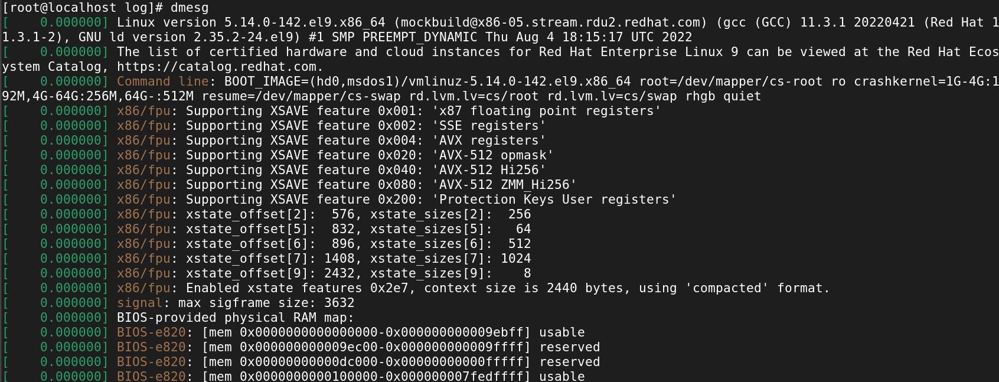 [root@localhost log]# dmesg
[    0.000000] Linux version 5.14.0-142.el9.x86_64 (mockbuild@x86-05.stream.rdu2.redhat.com) (gcc (GCC) 11.3.1 20220421 (Red Hat 1
1.3.1-2), GNU ld version 2.35.2-24.el9) #1 SMP PREEMPT_DYNAMIC Thu Aug 4 18:15:17 UTC 2022
[    0.000000] The list of certified hardware and cloud instances for Red Hat Enterprise Linux 9 can be viewed at the Red Hat Ecos
ystem Catalog, https://catalog.redhat.com.
[    0.000000] Command line: BOOT_IMAGE=(hd0,msdos1)/vmlinuz-5.14.0-142.el9.x86_64 root=/dev/mapper/cs-root ro crashkernel=1G-4G:1
92M,4G-64G:256M,64G-:512M resume=/dev/mapper/cs-swap rd.lvm.lv=cs/root rd.lvm.lv=cs/swap rhgb quiet
[    0.000000] x86/fpu: Supporting XSAVE feature 0x001: 'x87 floating point registers'
[    0.000000] x86/fpu: Supporting XSAVE feature 0x002: 'SSE registers'
[    0.000000] x86/fpu: Supporting XSAVE feature 0x004: 'AVX registers'
[    0.000000] x86/fpu: Supporting XSAVE feature 0x020: 'AVX-512 opmask'
[    0.000000] x86/fpu: Supporting XSAVE feature 0x040: 'AVX-512 Hi256'
[    0.000000] x86/fpu: Supporting XSAVE feature 0x080: 'AVX-512 ZMM_Hi256'
[    0.000000] x86/fpu: Supporting XSAVE feature 0x200: 'Protection Keys User registers'
[    0.000000] x86/fpu: xstate_offset[2]:  576, xstate_sizes[2]:  256
[    0.000000] x86/fpu: xstate_offset[5]:  832, xstate_sizes[5]:   64
[    0.000000] x86/fpu: xstate_offset[6]:  896, xstate_sizes[6]:  512
[    0.000000] x86/fpu: xstate_offset[7]: 1408, xstate_sizes[7]: 1024
[    0.000000] x86/fpu: xstate_offset[9]: 2432, xstate_sizes[9]:    8
[    0.000000] x86/fpu: Enabled xstate features 0x2e7, context size is 2440 bytes, using 'compacted' format.
[    0.000000] signal: max sigframe size: 3632
[    0.000000] BIOS-provided physical RAM map:
[    0.000000] BIOS-e820: [mem 0x0000000000000000-0x000000000009ebff] usable
[    0.000000] BIOS-e820: [mem 0x000000000009ec00-0x000000000009ffff] reserved
[    0.000000] BIOS-e820: [mem 0x00000000000dc000-0x00000000000fffff] reserved
[    0.000000] BIOS-e820: [mem 0x0000000000100000-0x000000007fedffff] usable